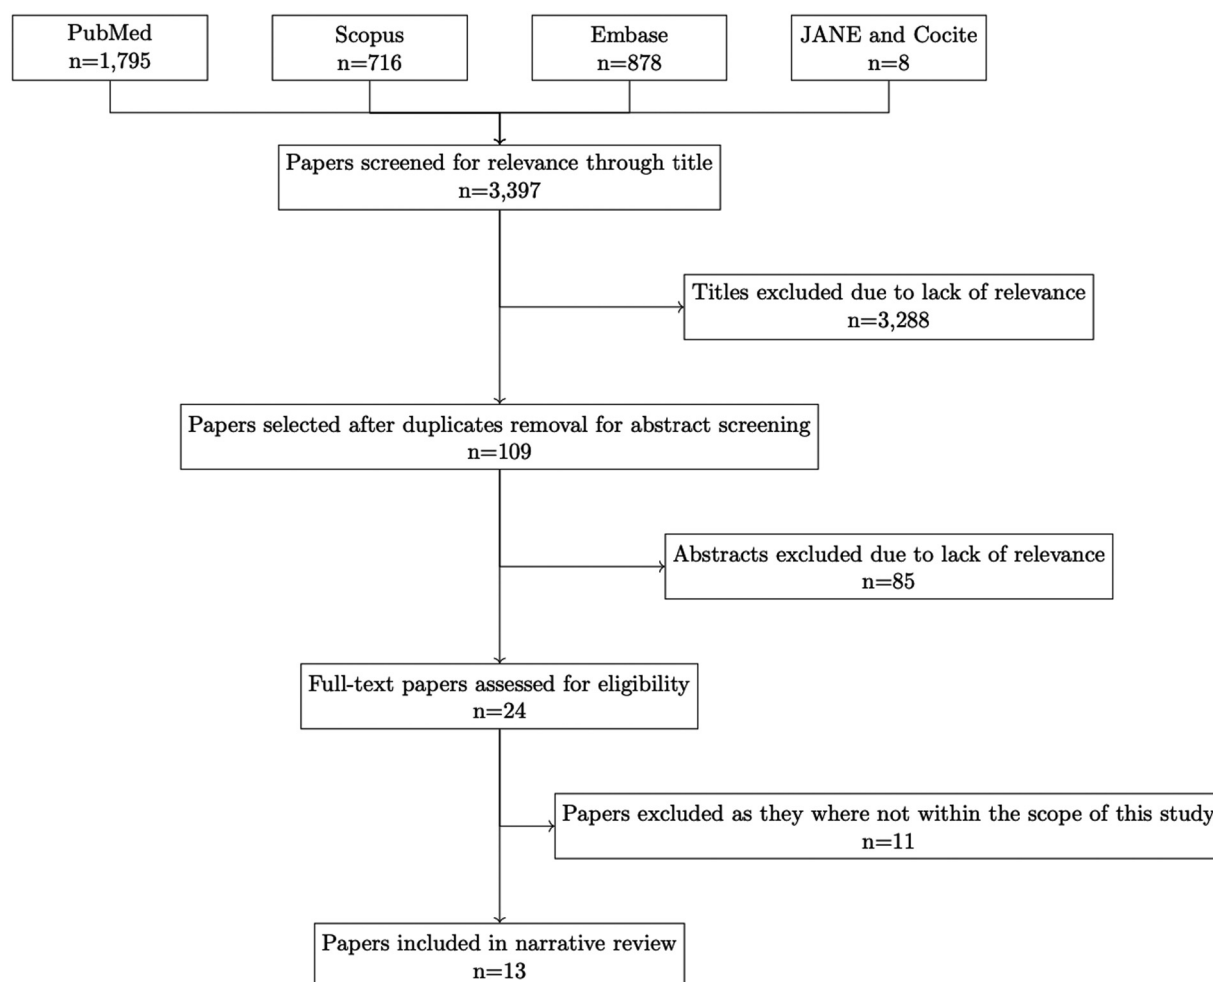 PubMed
n=1,795
Scopus
n=716
Embase
n=878
JANE and Cocite
n=8
Papers screened for relevance through title
n=3,397
Titles excluded due to lack of relevance
n=3,288
Papers selected after duplicates removal for abstract screening
n=109
Abstracts excluded due to lack of relevance
n=85
Full-text papers assessed for eligibility
n=24
Papers excluded as they where not within the scope of this study
n=11
Papers included in narrative review
n=13